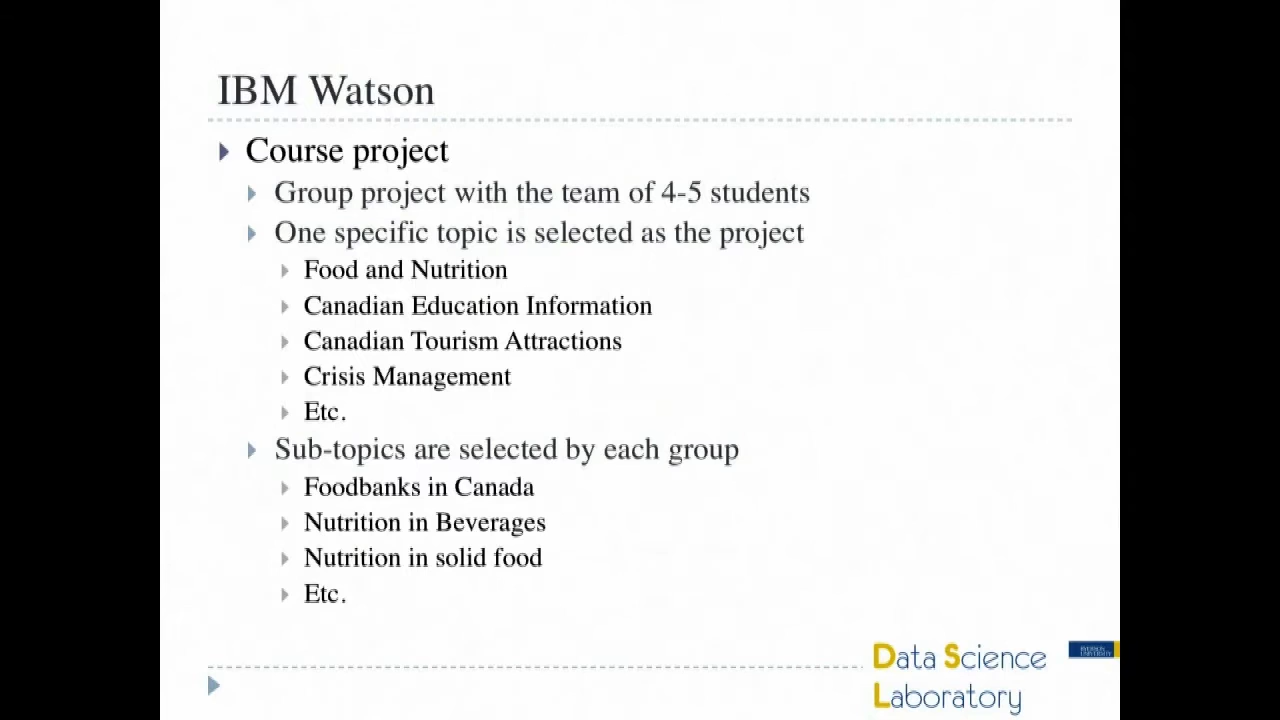 IBM Watson
Course project
Group project with the team of 4-5 students
One specific topic is selected as the project
Food and Nutrition
Canadian Education Information
Canadian Tourism Attractions
Crisis Management
Etc.
Sub-topics are selected by each group
Foodbanks in Canada
Nutrition in Beverages
Nutrition in solid food
Etc.
Data Science
Laboratory
RYERSON
UNIVERSITY